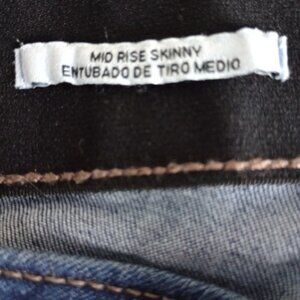 MID RISE SKINNY
ENTUBADO DE TIRO MEDIO